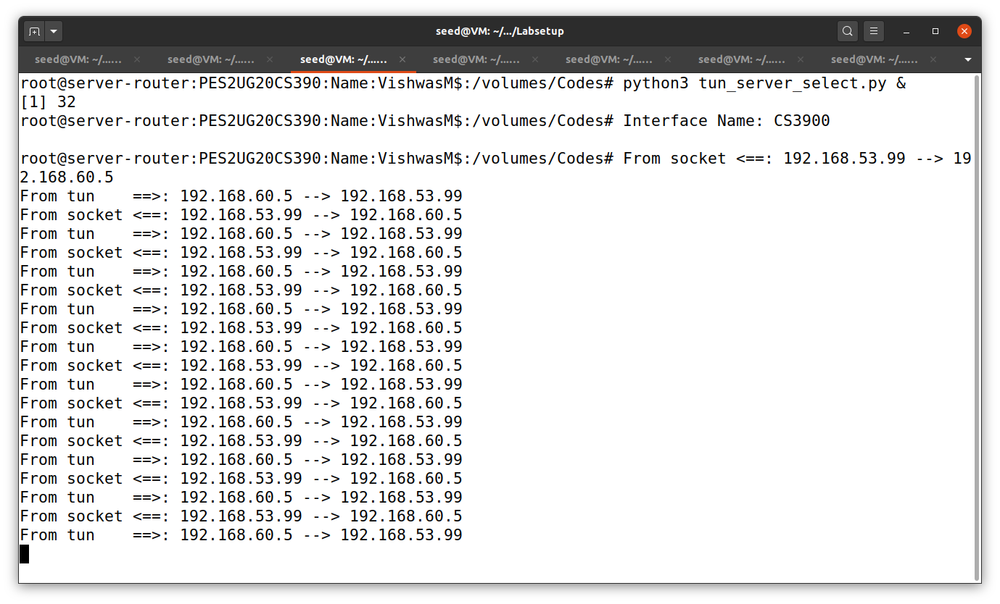 seed@VM: ~/.../Labsetup
seed@VM: ~/...... seed@VM: ~/...... seed@VM: ~/...... seed@VM: ~/...... seed@VM: ~/...... seed@VM: ~/...... seed@VM: ~/......
root@server-router:PES2UG20CS390:Name:VishwasM$:/volumes/Codes# python3 tun_server_select.py &
[1] 32
root@server-router:PES2UG20CS390:Name:VishwasM$:/volumes/Codes# Interface Name: CS3900
root@server-router:PES2UG20CS390:Name:VishwasM$:/volumes/Codes# From socket <==: 192.168.53.99 --> 19
2.168.60.5
From tun    ==>: 192.168.60.5 --> 192.168.53.99
From socket <==: 192.168.53.99 --> 192.168.60.5
From tun    ==>: 192.168.60.5 --> 192.168.53.99
From socket <==: 192.168.53.99 --> 192.168.60.5
From tun    ==>: 192.168.60.5 --> 192.168.53.99
From socket <==: 192.168.53.99 --> 192.168.60.5
From tun    ==>: 192.168.60.5 --> 192.168.53.99
From socket <==: 192.168.53.99 --> 192.168.60.5
From tun    ==>: 192.168.60.5 --> 192.168.53.99
From socket <==: 192.168.53.99 --> 192.168.60.5
From tun    ==>: 192.168.60.5 --> 192.168.53.99
From socket <==: 192.168.53.99 --> 192.168.60.5
From tun    ==>: 192.168.60.5 --> 192.168.53.99
From socket <==: 192.168.53.99 --> 192.168.60.5
From tun    ==>: 192.168.60.5 --> 192.168.53.99
From socket <==: 192.168.53.99 --> 192.168.60.5
From tun    ==>: 192.168.60.5 --> 192.168.53.99
From socket <==: 192.168.53.99 --> 192.168.60.5
From tun    ==>: 192.168.60.5 --> 192.168.53.99